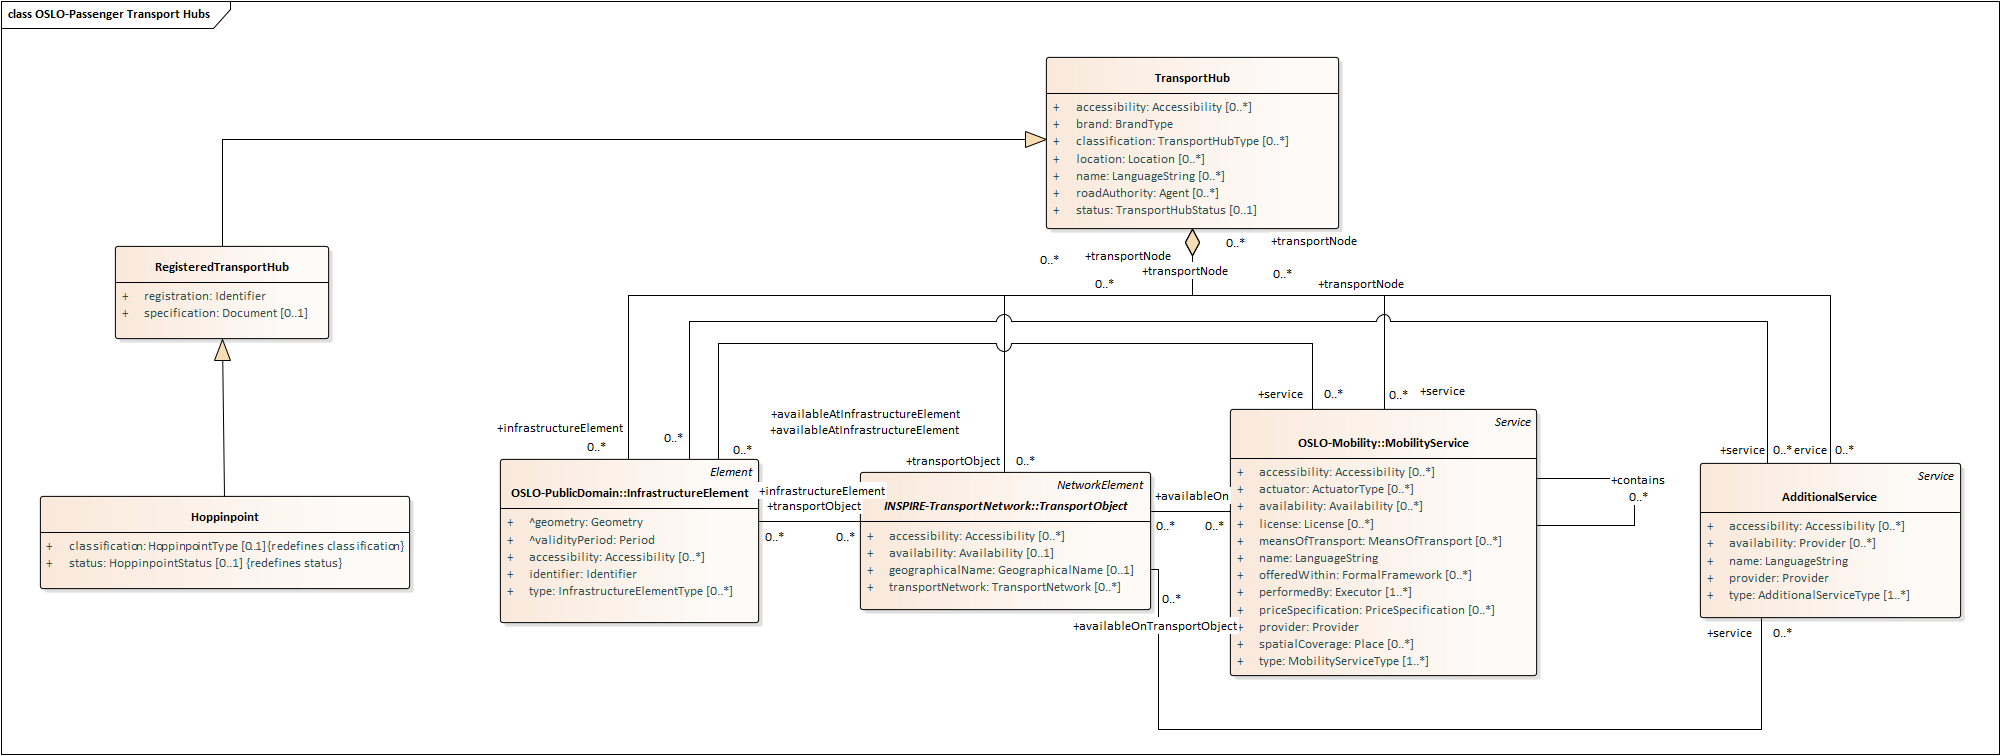 class OSLO-Passenger Transport Hubs
TransportHub
+ accessibility: Accessibility [0..*]
+ brand: BrandType
+ classification: TransportHubType [0..*]
+ location: Location [0..*]
+ name: LanguageString [0..*]
+ roadAuthority: Agent [0..*]
+ status: TransportHubStatus [0..1]
0..* +transportNode
0..* +transportNode
+transportNode 0..*
0..* +transportNode
RegisteredTransportHub
+ registration: Identifier
+ specification: Document [0..1]
Hoppinpoint
+ classification: HoppinpointType [0.1]{redefines classification}
+ status: HoppinpointStatus [0..1] {redefines status}
+service 0..* 0..* +service
+availableAtInfrastructureElement
+availableAtInfrastructureElement
+infrastructureElement
0..* 0..* 0..*
+transportObject 0..*
+service 0..* ervice 0..*
Element
OSLO-PublicDomain::InfrastructureElement
+ ^geometry: Geometry
+ ^validityPeriod: Period
+ accessibility: Accessibility [0..*]
+ identifier: Identifier
+ type: InfrastructureElementType [0..*]
+infrastructureElement
+transportObject
0..* 0..*
NetworkElement
INSPIRE-TransportNetwork::TransportObject
+ accessibility: Accessibility [0..*]
+ availability: Availability [0..1]
+ geographicalName: GeographicalName [0..1]
+ transportNetwork: TransportNetwork [0..*]
+availableOn
0..* 0..*
0..*
+availableOnTransportObject
Service
OSLO-Mobility::MobilityService
+ accessibility: Accessibility [0..*]
+ actuator: ActuatorType [0..*]
+ availability: Availability [0..*]
+ license: License [0..*]
+ meansOfTransport: MeansOfTransport [0..*]
+ name: LanguageString
+ offeredWithin: FormalFramework [0..*]
+ performedBy: Executor [1..*]
+ priceSpecification: PriceSpecification [0..*]
+ provider: Provider
+ spatialCoverage: Place [0..*]
+ type: MobilityServiceType [1..*]
+contains
0..*
Service
AdditionalService
+ accessibility: Accessibility [0..*]
+ availability: Provider [0..*]
+ name: LanguageString
+ provider: Provider
+ type: AdditionalServiceType [1..*]
+service 0..*